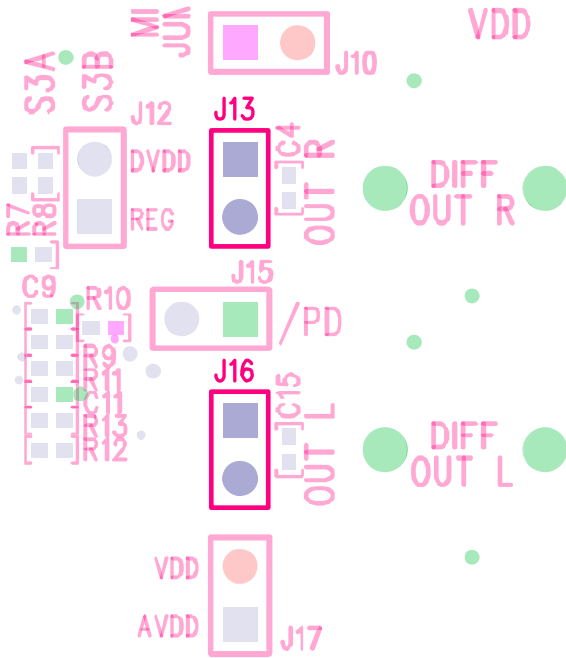 MI
JUA
VDD
J10
S3A
S3B
J12
J13
C4
DVDD
OUT R
DIFF
OUT R
REG
R7
R8
J15
C9
R10
/PD
R9
J16
R11
C15
C11
OUT L
R13
DIFF
R12
OUT L
VDD
AVDD
J17